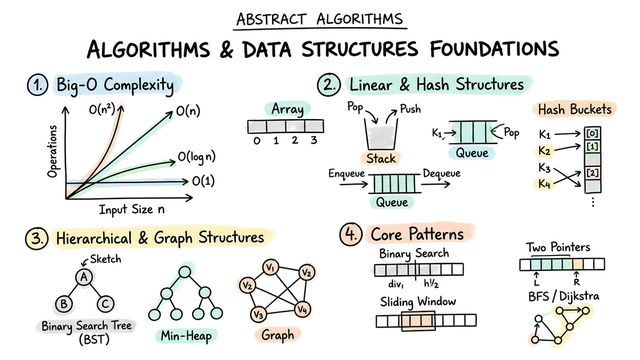 ABSTRACT ALGORITHMS
ALGORITHMS & DATA STRUCTURES FOUNDATIONS
1. Big-O Complexity
Operations
O(n²)
O(n)
O(log n)
O(1)
Input Size n
2. Linear & Hash Structures
Array
0 1 2 3
Pop
Push
Stack
K₁
Pop
Queue
Enqueue
Dequeue
Queue
Hash Buckets
K₁ [0]
K₂ [1]
K₃
K₄ [2]
3. Hierarchical & Graph Structures
Sketch
A
B C
Binary Search Tree
(BST)
Min-Heap
V₁
V₂ V₂
V₃ V₄
Graph
4. Core Patterns
Binary Search
div₁ h½
Sliding Window
Two Pointers
L R
BFS / Dijkstra